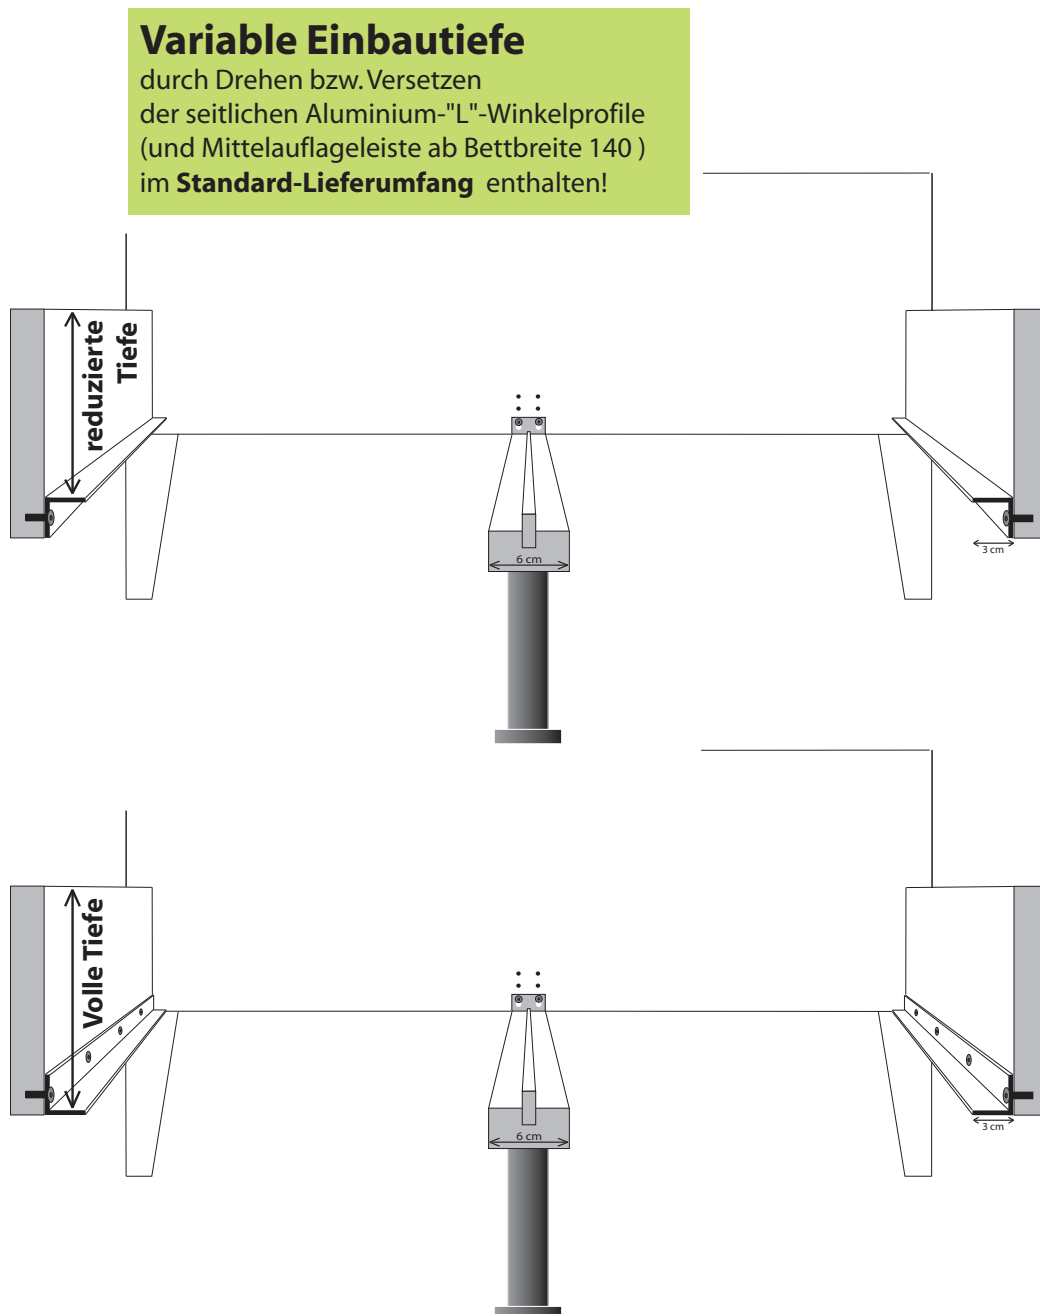 Variable Einbautiefe
durch Drehen bzw. Versetzen
der seitlichen Aluminium-"L"-Winkelprofile
(und Mittelauflageleiste ab Bettbreite 140 )
im Standard-Lieferumfang enthalten!
reduzierte
Tiefe
6 cm
3 cm
Volle Tiefe
6 cm
3 cm